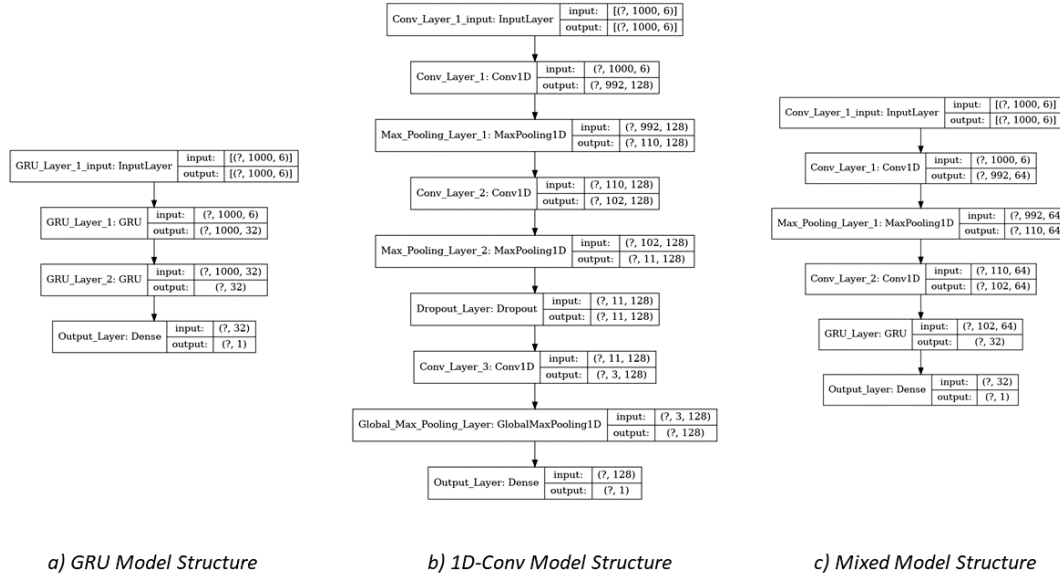 GRU_Layer_1_input: InputLayer
input: [(?, 1000, 6)]
output: [(?, 1000, 6)]
GRU_Layer_1: GRU
input: (?, 1000, 6)
output: (?, 1000, 32)
GRU_Layer_2: GRU
input: (?, 1000, 32)
output: (?, 32)
Output_Layer: Dense
input: (?, 32)
output: (?, 1)
a) GRU Model Structure
Conv_Layer_1_input: InputLayer
input: [(?, 1000, 6)]
output: [(?, 1000, 6)]
Conv_Layer_1: Conv1D
input: (?, 1000, 6)
output: (?, 992, 128)
Max_Pooling_Layer_1: MaxPooling1D
input: (?, 992, 128)
output: (?, 110, 128)
Conv_Layer_2: Conv1D
input: (?, 110, 128)
output: (?, 102, 128)
Max_Pooling_Layer_2: MaxPooling1D
input: (?, 102, 128)
output: (?, 11, 128)
Dropout_Layer: Dropout
input: (?, 11, 128)
output: (?, 11, 128)
Conv_Layer_3: Conv1D
input: (?, 11, 128)
output: (?, 3, 128)
Global_Max_Pooling_Layer: GlobalMaxPooling1D
input: (?, 3, 128)
output: (?, 128)
Output_Layer: Dense
input: (?, 128)
output: (?, 1)
b) 1D-Conv Model Structure
Conv_Layer_1_input: InputLayer
input: [(?, 1000, 6)]
output: [(?, 1000, 6)]
Conv_Layer_1: Conv1D
input: (?, 1000, 6)
output: (?, 992, 64)
Max_Pooling_Layer_1: MaxPooling1D
input: (?, 992, 64)
output: (?, 110, 64)
Conv_Layer_2: Conv1D
input: (?, 110, 64)
output: (?, 102, 64)
GRU_Layer: GRU
input: (?, 102, 64)
output: (?, 32)
Output_layer: Dense
input: (?, 32)
output: (?, 1)
c) Mixed Model Structure